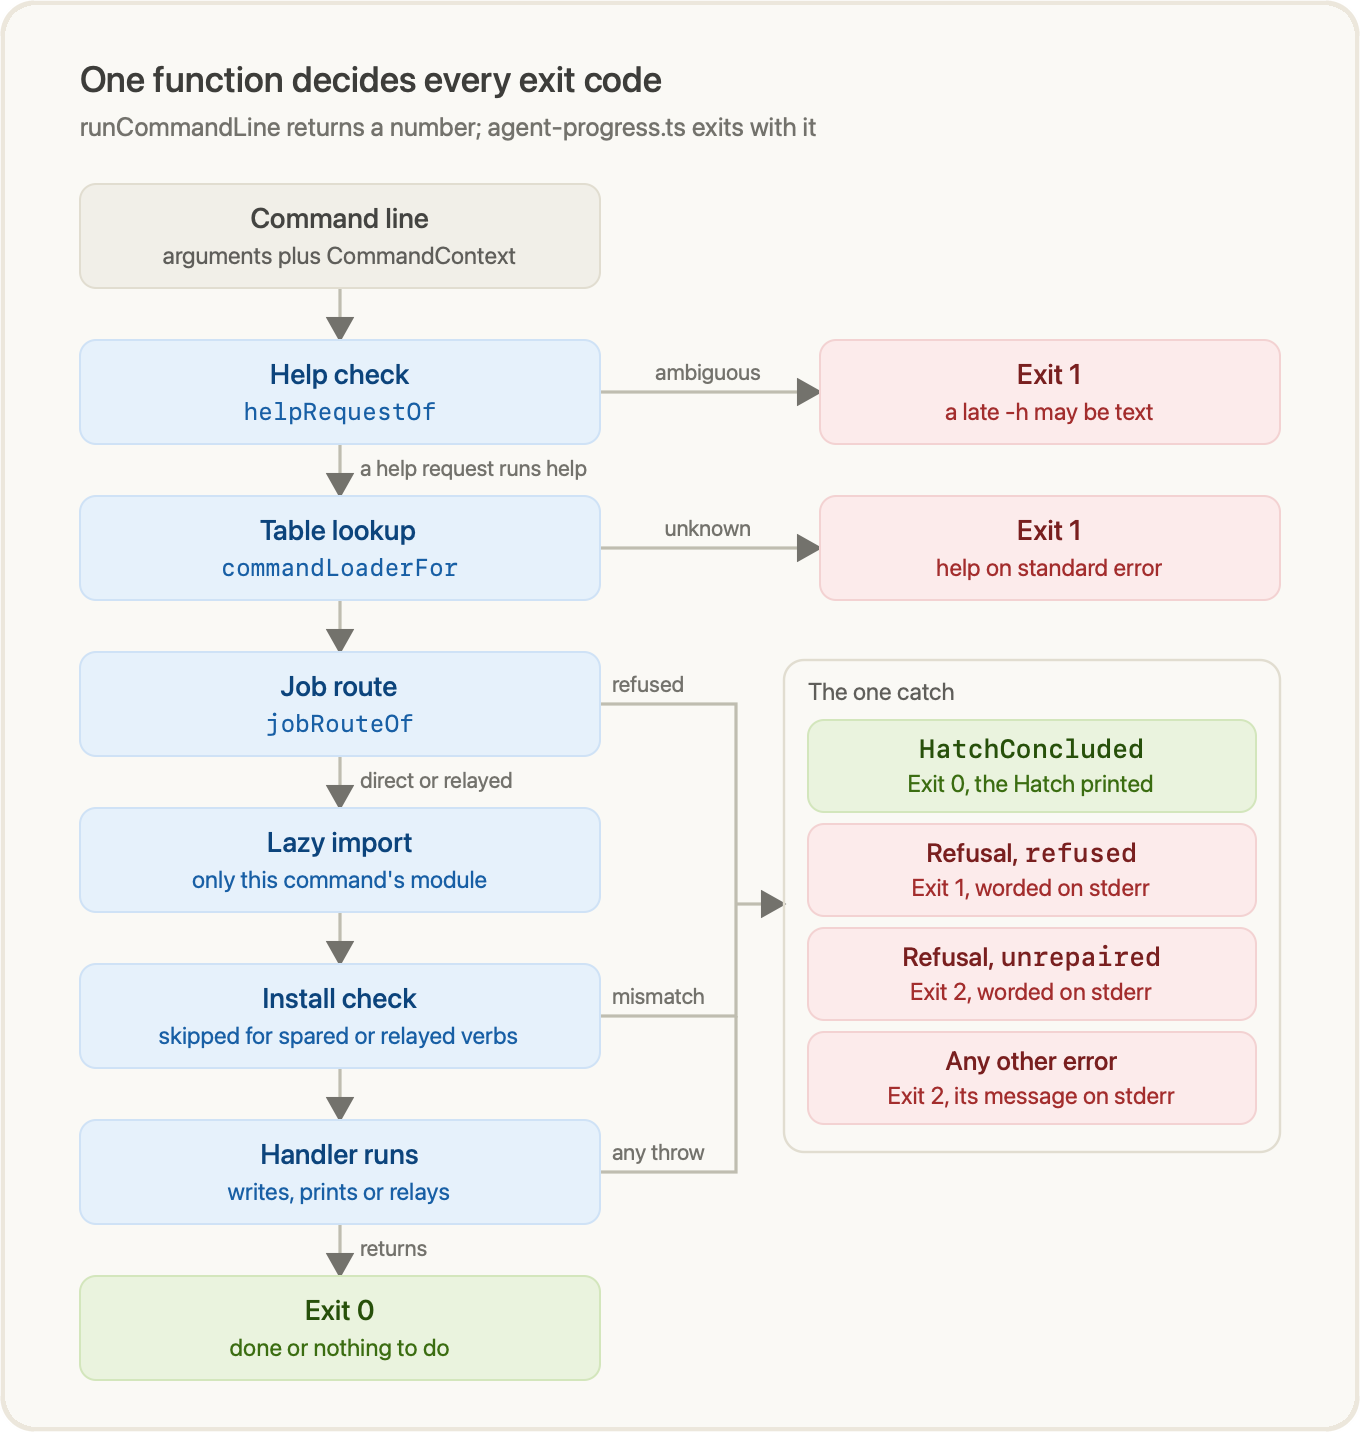 One function decides every exit code
runCommandLine returns a number; agent-progress.ts exits with it
Command line
arguments plus CommandContext
Help check
helpRequestOf
ambiguous
Exit 1
a late -h may be text
a help request runs help
Table lookup
commandLoaderFor
unknown
Exit 1
help on standard error
Job route
jobRouteOf
refused
direct or relayed
Lazy import
only this command's module
Install check
skipped for spared or relayed verbs
mismatch
Handler runs
writes, prints or relays
any throw
returns
Exit 0
done or nothing to do
The one catch
HatchConcluded
Exit 0, the Hatch printed
Refusal, refused
Exit 1, worded on stderr
Refusal, unrepaired
Exit 2, worded on stderr
Any other error
Exit 2, its message on stderr